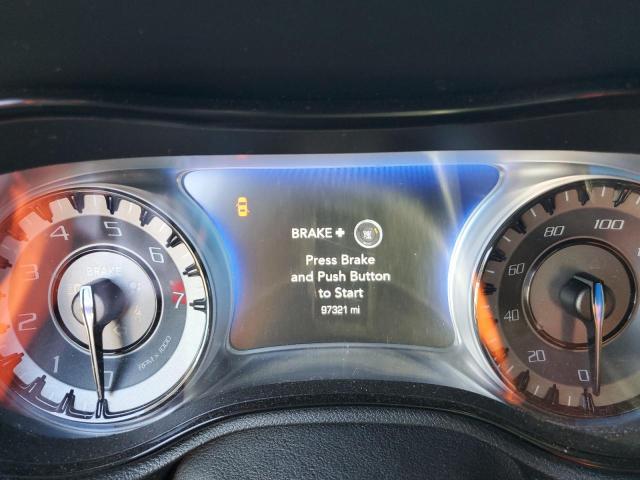 BRAKE +
Press Brake
and Push Button
to Start
97321 mi
BRAKE
0
1
2
3
4
5
6
7
RPM x 1000
0
20
40
60
80
100